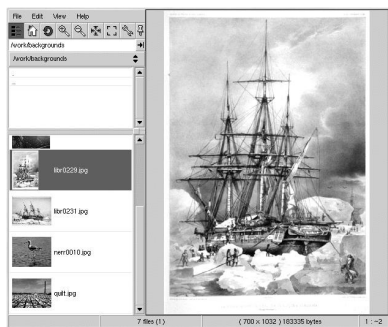 File Edit View Help
/work/backgrounds
/work/backgrounds
.
..
libr0229.jpg
libr0231.jpg
nerr0010.jpg
quilt.jpg
7 files (1)
( 700 x 1032 ) 183335 bytes
1 : ~2